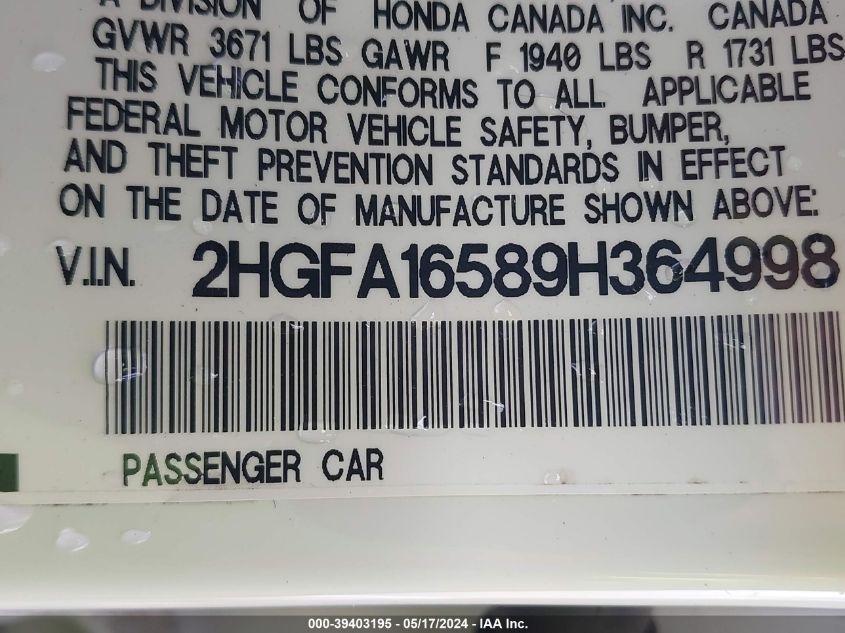 A DIVISION OF HONDA CANADA INC. CANADA
GVWR 3671 LBS GAWR F 1940 LBS R 1731 LBS
THIS VEHICLE CONFORMS TO ALL APPLICABLE
FEDERAL MOTOR VEHICLE SAFETY, BUMPER,
AND THEFT PREVENTION STANDARDS IN EFFECT
ON THE DATE OF MANUFACTURE SHOWN ABOVE:
V.I.N. 2HGFA16589H364998
PASSENGER CAR
000-39403195 - 05/17/2024 - IAA Inc.